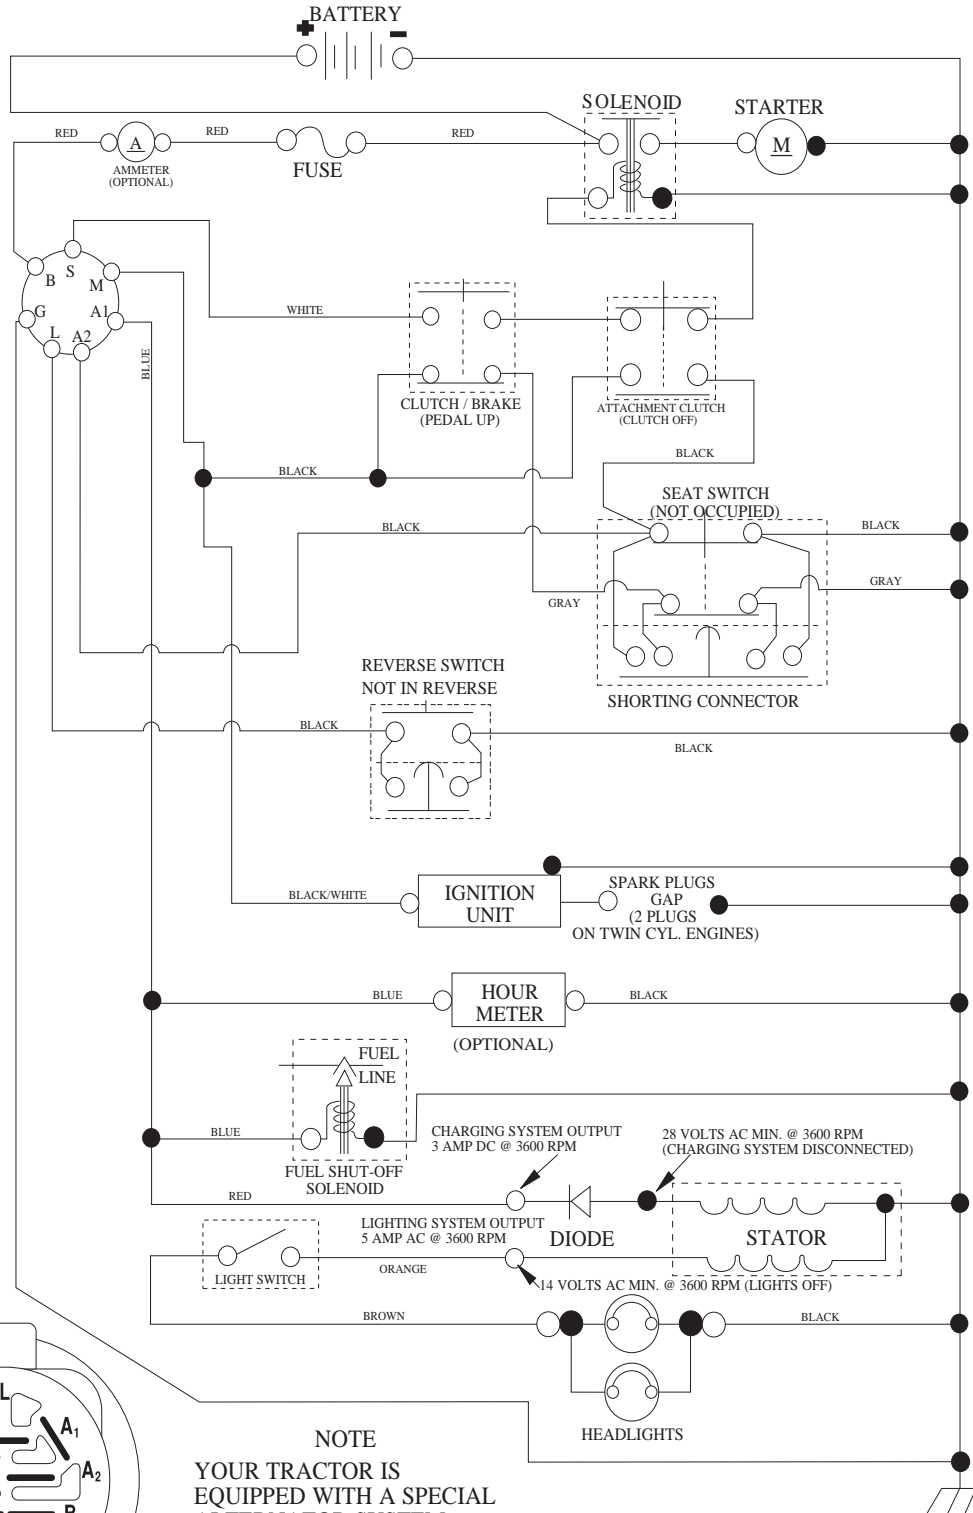 BATTERY
SOLENOID
STARTER
RED
A
RED
RED
M
FUSE
AMMETER
(OPTIONAL)
B
S
M
G
A1
L
A2
BLUE
WHITE
CLUTCH / BRAKE
(PEDAL UP)
ATTACHMENT CLUTCH
(CLUTCH OFF)
BLACK
BLACK
SEAT SWITCH
(NOT OCCUPIED)
BLACK
BLACK
GRAY
GRAY
REVERSE SWITCH
NOT IN REVERSE
SHORTING CONNECTOR
BLACK
BLACK
BLACK/WHITE
IGNITION
UNIT
SPARK PLUGS
GAP
(2 PLUGS
ON TWIN CYL. ENGINES)
BLUE
HOUR
METER
BLACK
(OPTIONAL)
FUEL
LINE
BLUE
FUEL SHUT-OFF
SOLENOID
CHARGING SYSTEM OUTPUT
3 AMP DC @ 3600 RPM
28 VOLTS AC MIN. @ 3600 RPM
(CHARGING SYSTEM DISCONNECTED)
RED
LIGHTING SYSTEM OUTPUT
5 AMP AC @ 3600 RPM
DIODE
STATOR
LIGHT SWITCH
ORANGE
14 VOLTS AC MIN. @ 3600 RPM (LIGHTS OFF)
BROWN
BLACK
HEADLIGHTS
L
A1
A2
NOTE
YOUR TRACTOR IS
EQUIPPED WITH A SPECIAL